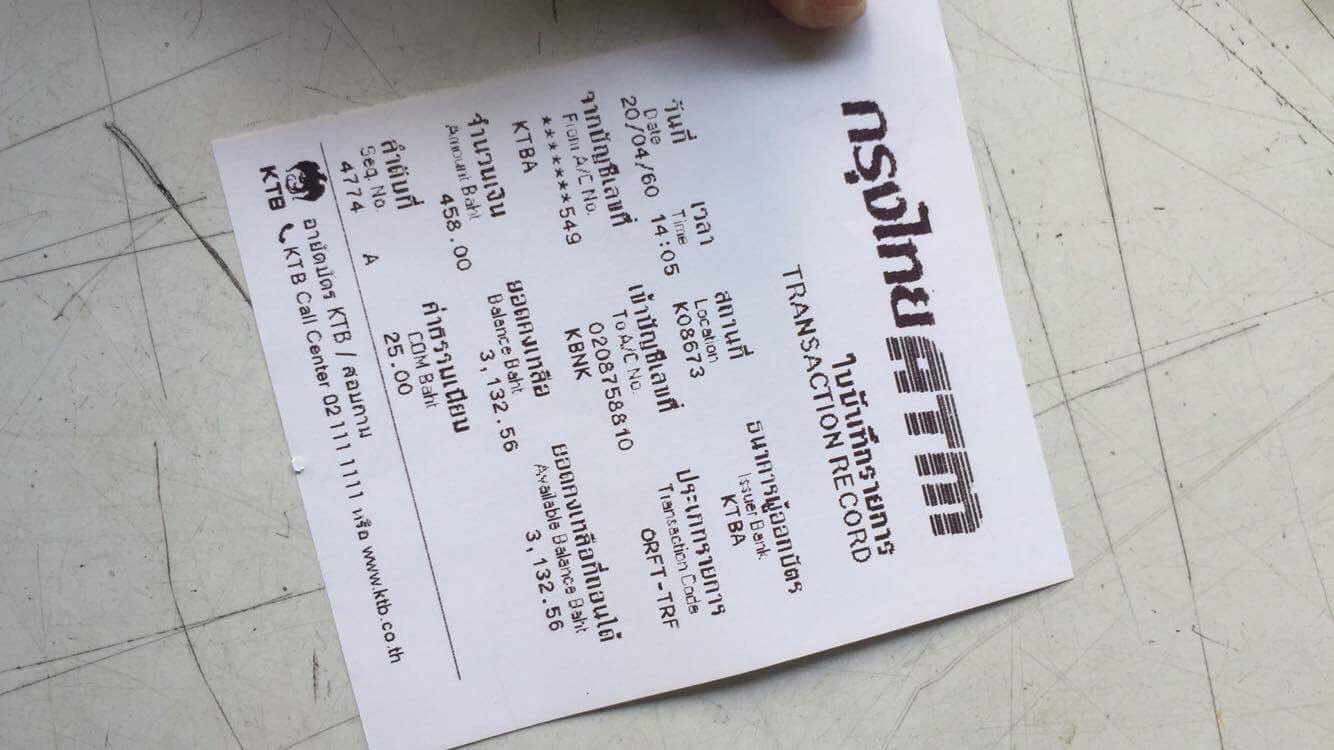 กรุงไทย ATM
ใบบันทึกรายการ
TRANSACTION RECORD
วันที่ เวลา สถานที่ ธนาคารผู้ออกบัตร
Date Time Location Issuer Bank
20/04/60 14:05 K08673 KTBA
จากบัญชีเลขที่ เข้าบัญชีเลขที่ ประเภทรายการ
From A/C No. To A/C No. Transaction Code
*******549 0208758810 ORFT-TRF
KTBA KBNK
จำนวนเงิน ยอดคงเหลือ ยอดคงเหลือที่ถอนได้
Amount Baht Balance Baht Available Balance Baht
458.00 3,132.56 3,132.56
ลำดับที่ ค่าธรรมเนียม
Seq. No. COM Baht
4774 A 25.00
อายัดบัตร KTB / สอบถาม
KTB KTB Call Center 02 111 1111 หรือ www.ktb.co.th